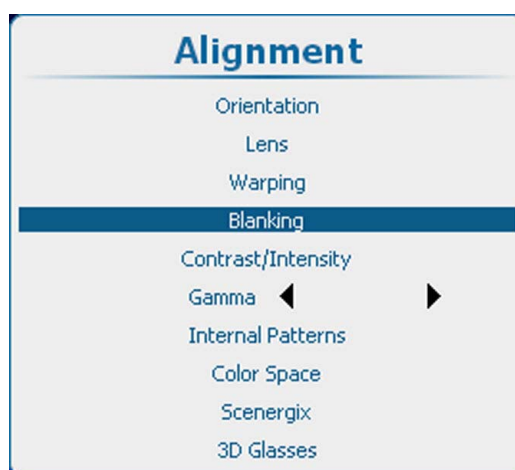 Alignment
Orientation
Lens
Warping
Blanking
Contrast/Intensity
Gamma
Internal Patterns
Color Space
Scenergix
3D Glasses